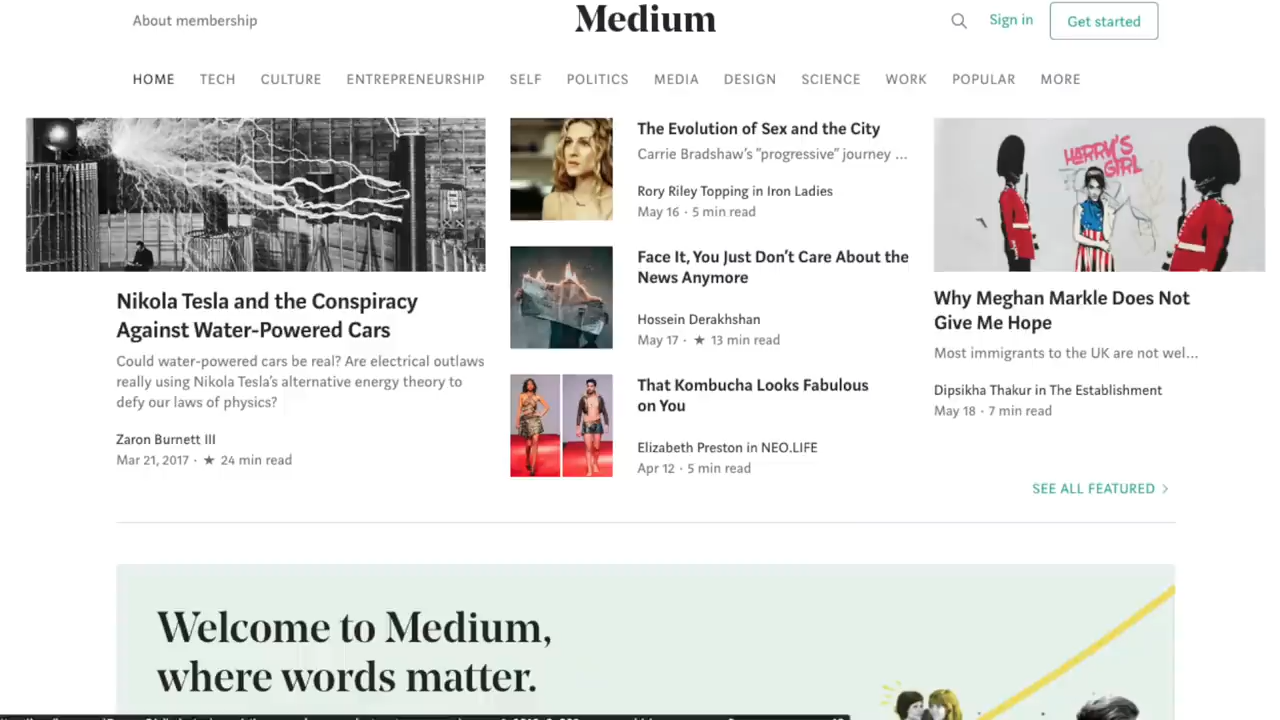 About membership
Medium
Sign in
Get started
HOME TECH CULTURE ENTREPRENEURSHIP SELF POLITICS MEDIA DESIGN SCIENCE WORK POPULAR MORE
Nikola Tesla and the Conspiracy
Against Water-Powered Cars
Could water-powered cars be real? Are electrical outlaws
really using Nikola Tesla's alternative energy theory to
defy our laws of physics?
Zaron Burnett III
Mar 21, 2017 · ★ 24 min read
The Evolution of Sex and the City
Carrie Bradshaw's "progressive" journey ...
Rory Riley Topping in Iron Ladies
May 16 · 5 min read
Face It, You Just Don't Care About the
News Anymore
Hossein Derakhshan
May 17 · ★ 13 min read
That Kombucha Looks Fabulous
on You
Elizabeth Preston in NEO.LIFE
Apr 12 · 5 min read
HARRY'S
GIRL
Why Meghan Markle Does Not
Give Me Hope
Most immigrants to the UK are not wel...
Dipsikha Thakur in The Establishment
May 18 · 7 min read
SEE ALL FEATURED >
Welcome to Medium,
where words matter.